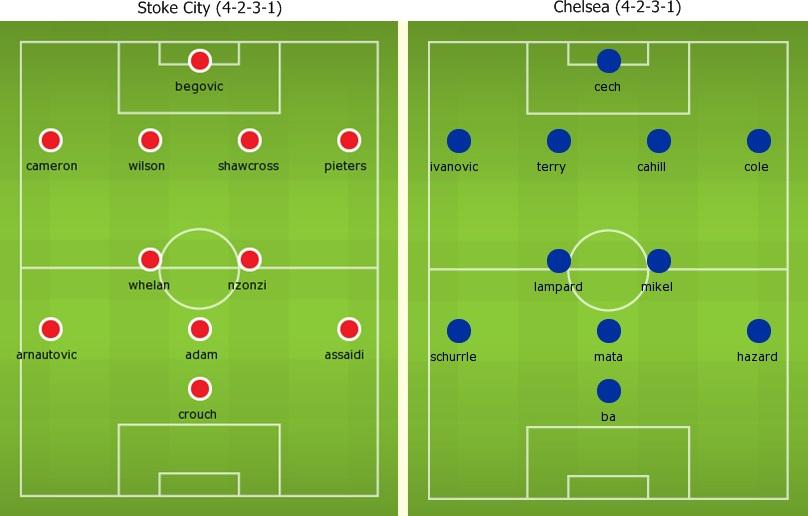 Stoke City (4-2-3-1)
begovic
cameron wilson shawcross pieters
whelan nzonzi
arnautovic adam assaidi
crouch
Chelsea (4-2-3-1)
cech
ivanovic terry cahill cole
lampard mikel
schurrle mata hazard
ba